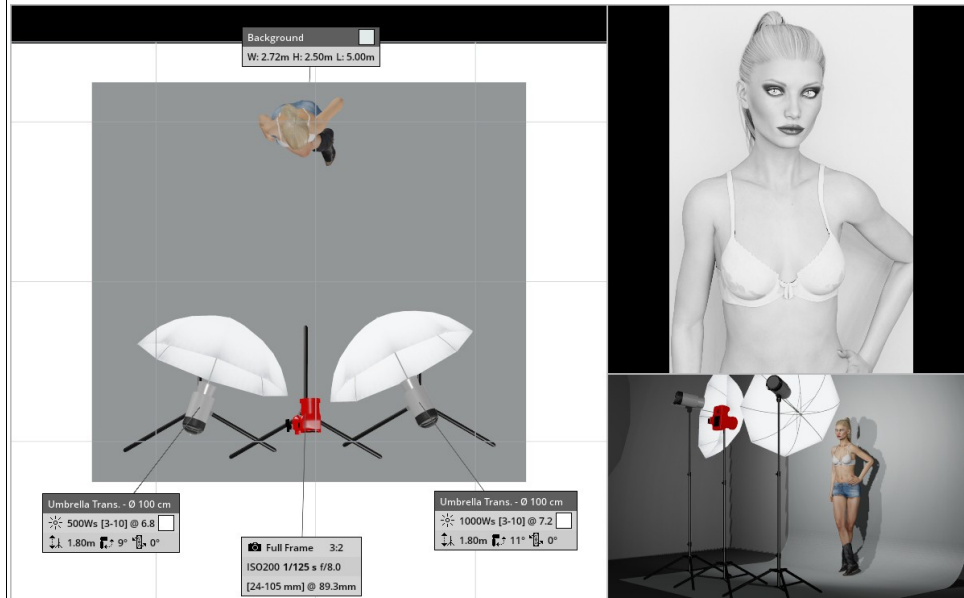 Background
W: 2.72m H: 2.50m L: 5.00m
Umbrella Trans. - Ø 100 cm
500Ws [3-10] @ 6.8
1.80m 9° 0°
Full Frame 3:2
ISO200 1/125 s f/8.0
[24-105 mm] @ 89.3mm
Umbrella Trans. - Ø 100 cm
1000Ws [3-10] @ 7.2
1.80m 11° 0°